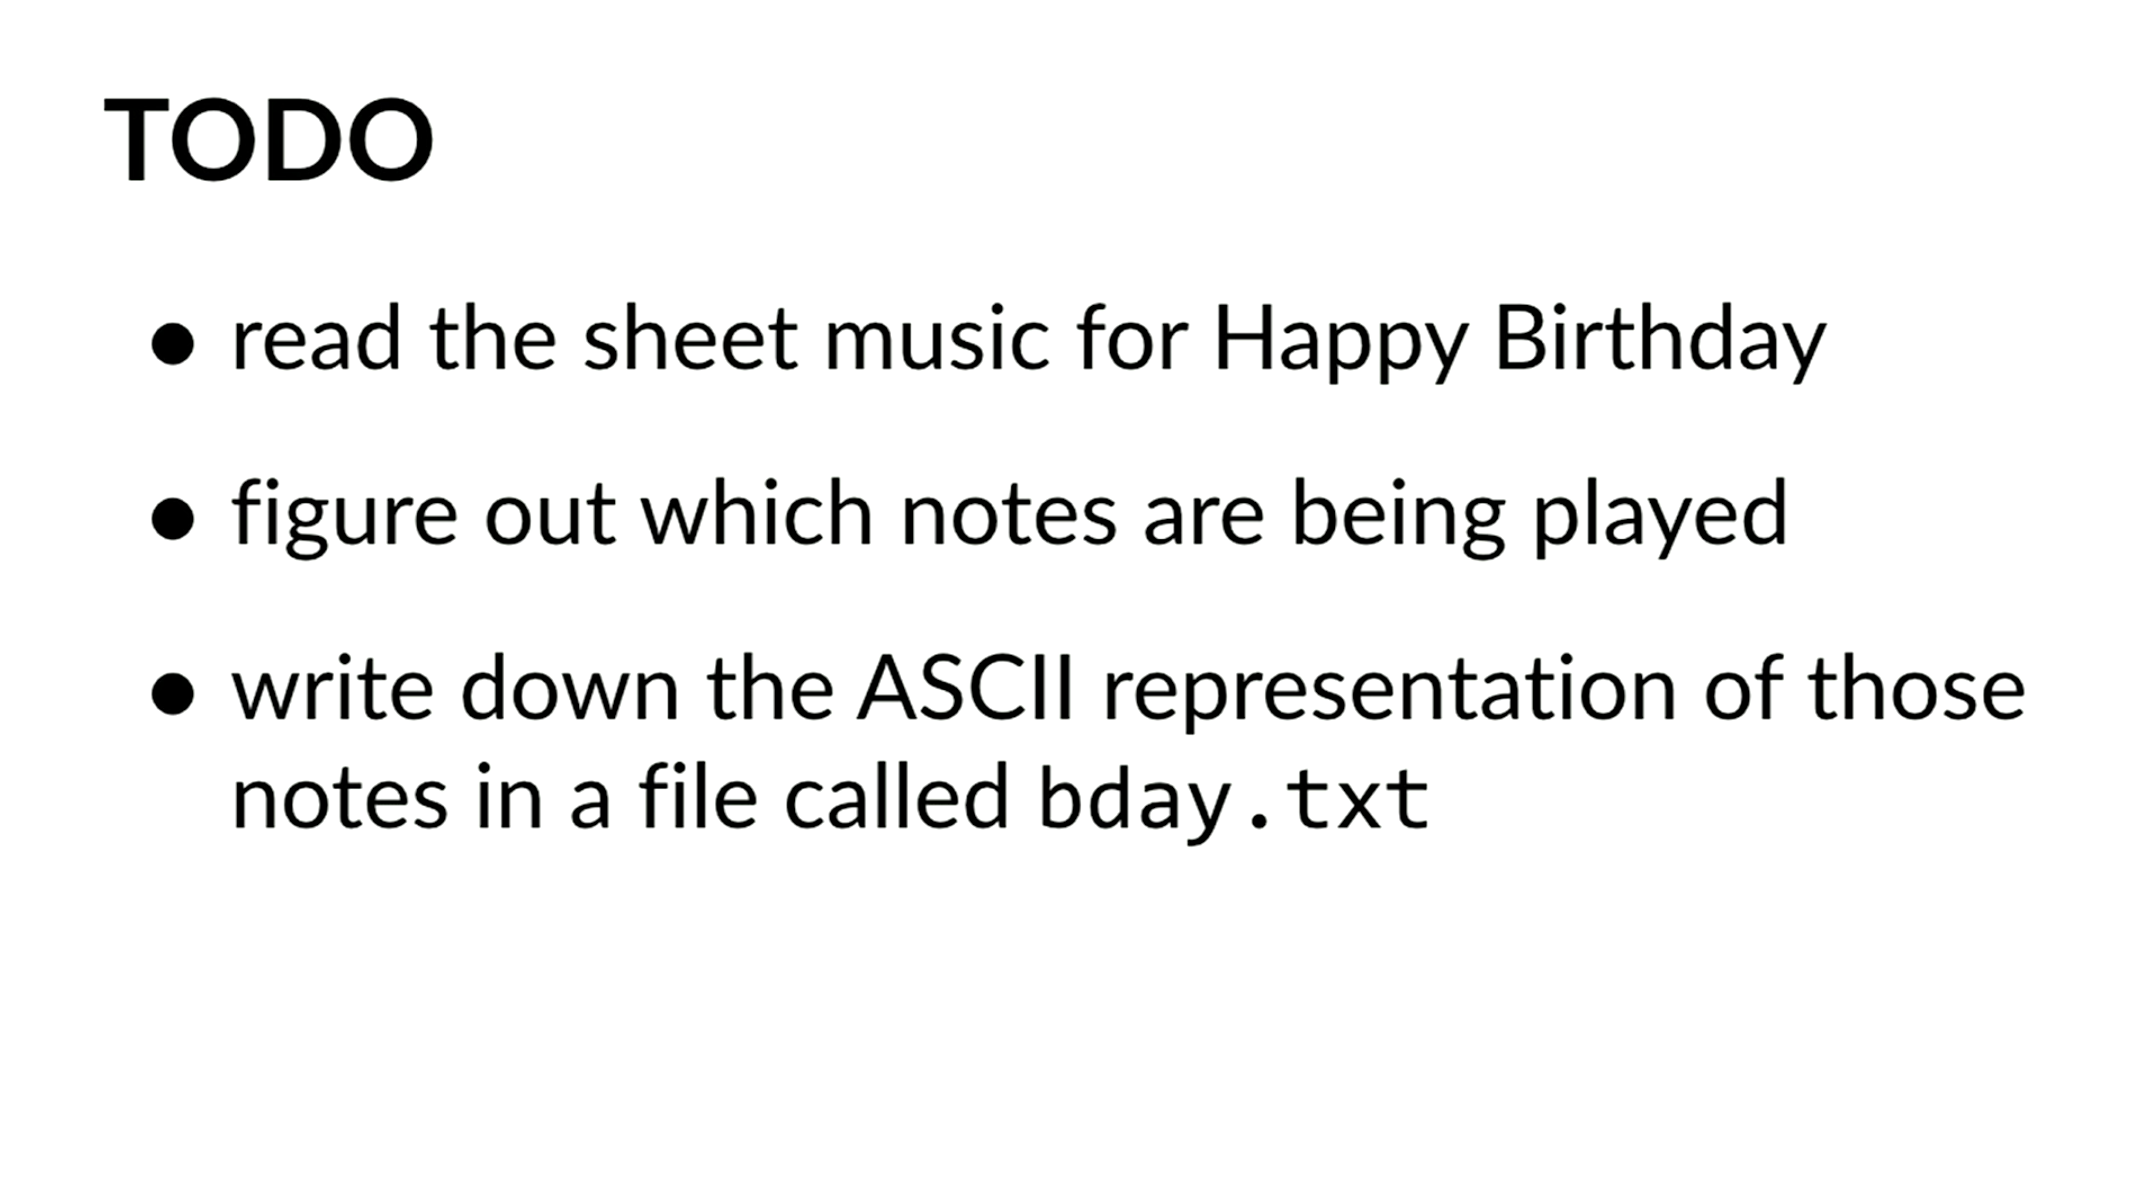 TODO
● read the sheet music for Happy Birthday
● figure out which notes are being played
● write down the ASCII representation of those
notes in a file called bday.txt